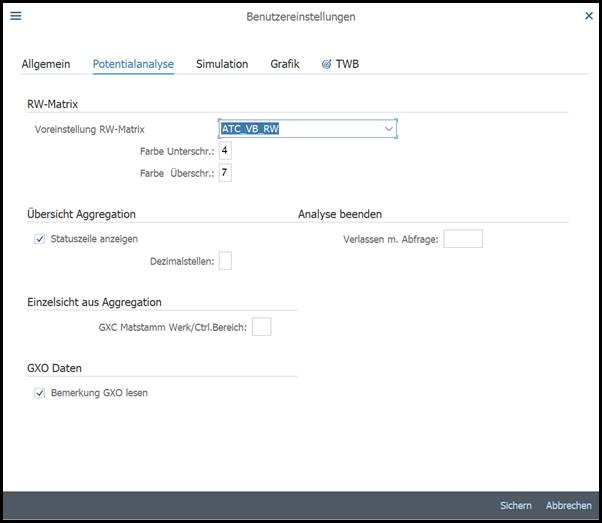 Benutzereinstellungen
Allgemein Potentialanalyse Simulation Grafik TWB
RW-Matrix
Voreinstellung RW-Matrix ATC_VB_RW
Farbe Unterschr.: 4
Farbe Überschr.: 7
Übersicht Aggregation Analyse beenden
Statuszeile anzeigen Verlassen m. Abfrage:
Dezimalstellen:
Einzelsicht aus Aggregation
GXC Matstamm Werk/Ctrl.Bereich:
GXO Daten
Bemerkung GXO lesen
Sichern Abbrechen